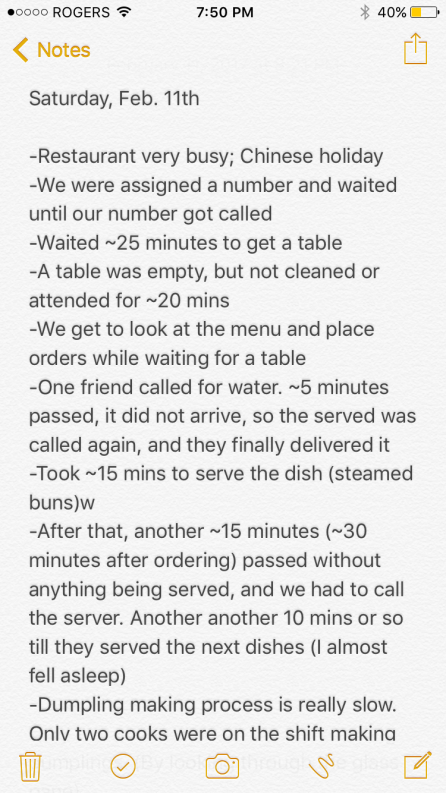 ROGERS 7:50 PM 40%
Notes
Saturday, Feb. 11th
-Restaurant very busy; Chinese holiday
-We were assigned a number and waited
until our number got called
-Waited ~25 minutes to get a table
-A table was empty, but not cleaned or
attended for ~20 mins
-We get to look at the menu and place
orders while waiting for a table
-One friend called for water. ~5 minutes
passed, it did not arrive, so the served was
called again, and they finally delivered it
-Took ~15 mins to serve the dish (steamed
buns)w
-After that, another ~15 minutes (~30
minutes after ordering) passed without
anything being served, and we had to call
the server. Another another 10 mins or so
till they served the next dishes (I almost
fell asleep)
-Dumpling making process is really slow.
Only two cooks were on the shift making
By look through the glass